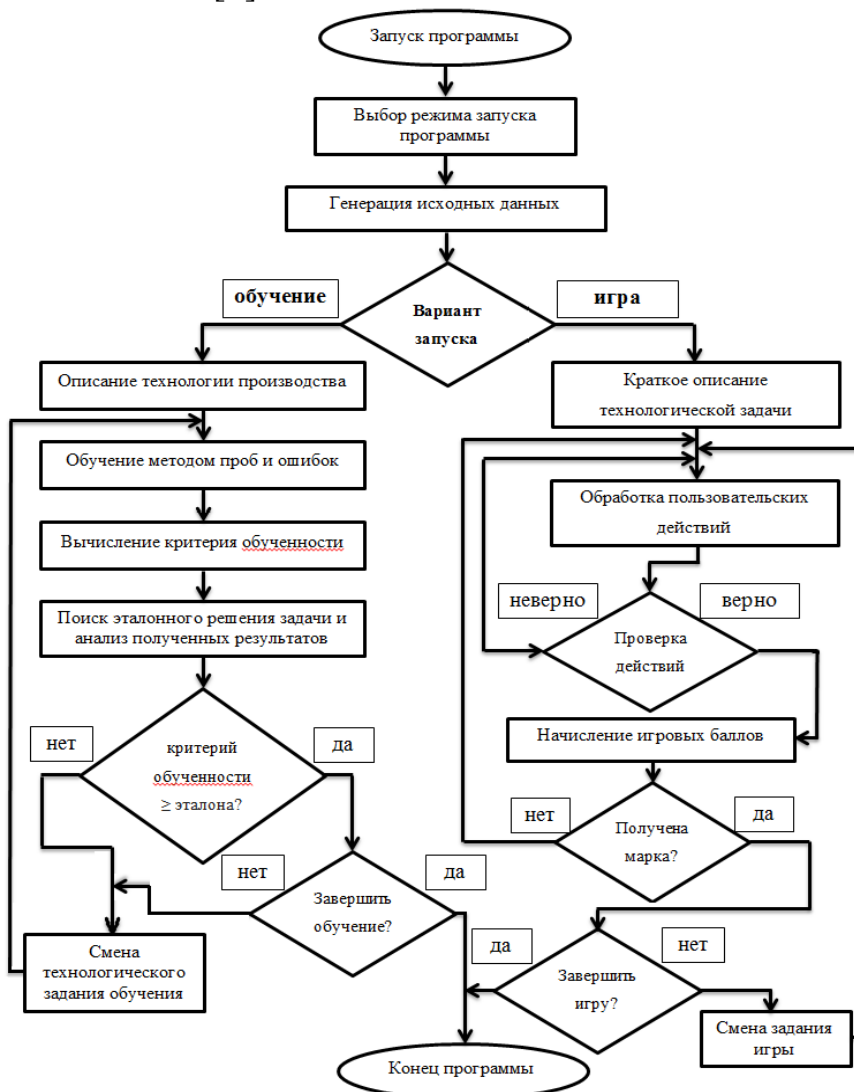 Запуск программы
Выбор режима запуска
программы
Генерация исходных данных
обучение
игра
Вариант
запуска
Описание технологии производства
Краткое описание
технологической задачи
Обучение методом проб и ошибок
Обработка пользовательских
действий
Вычисление критерия обученности
неверно
верно
Поиск эталонного решения задачи и
анализ полученных результатов
Проверка
действий
нет
да
критерий
обученности
≥ эталона?
Начисление игровых баллов
нет
да
Получена
марка?
нет
да
Завершить
обучение?
Смена
технологического
задания обучения
да
нет
Завершить
игру?
Смена задания
игры
Конец программы